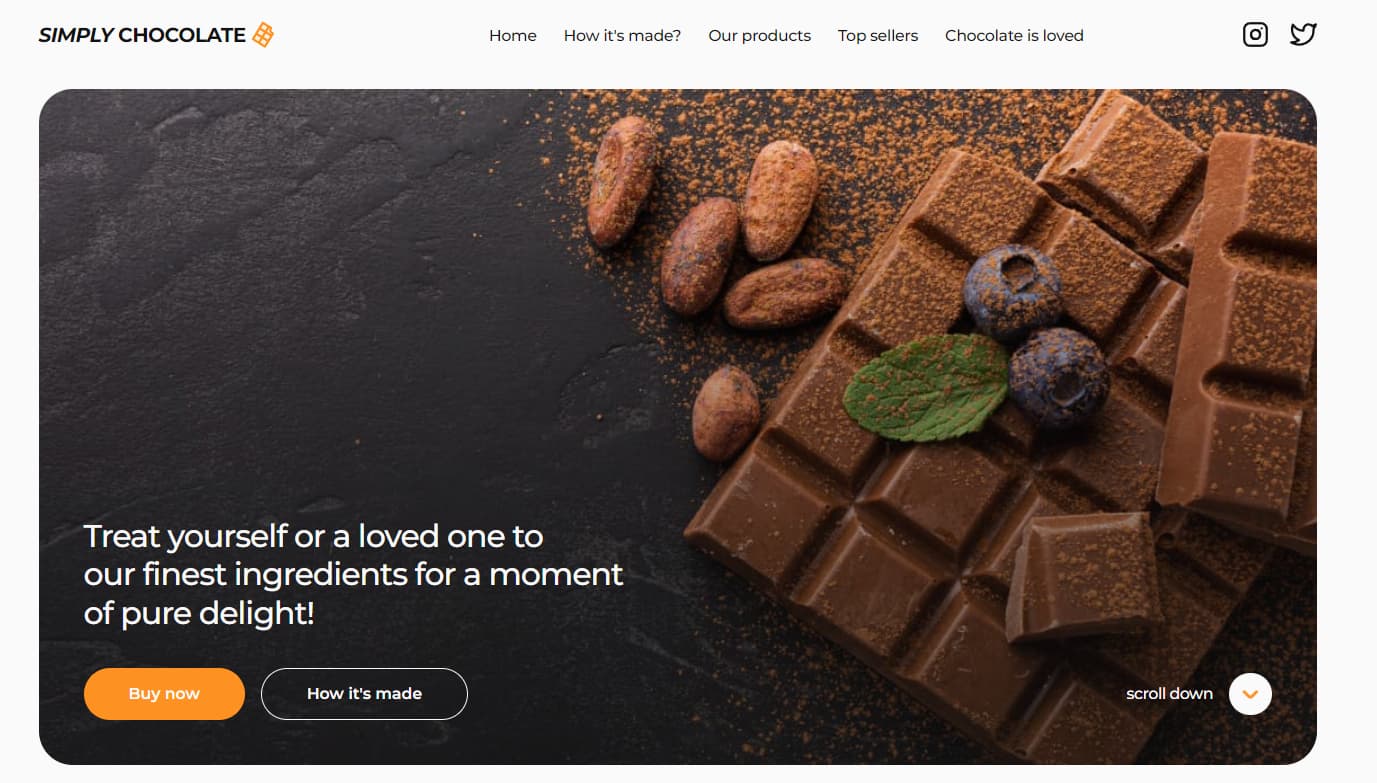 SIMPLY CHOCOLATE
Home
How it's made?
Our products
Top sellers
Chocolate is loved
Treat yourself or a loved one to
our finest ingredients for a moment
of pure delight!
Buy now
How it's made
scroll down